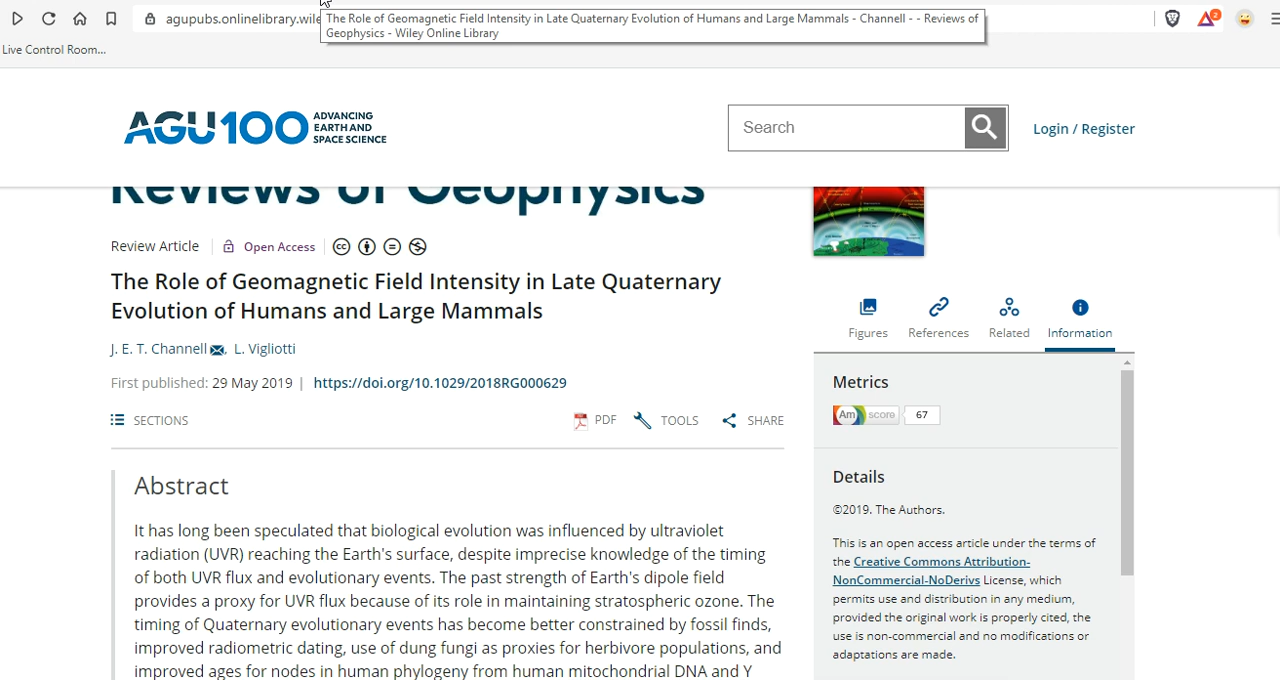 agupubs.onlinelibrary.wile
The Role of Geomagnetic Field Intensity in Late Quaternary Evolution of Humans and Large Mammals - Channell - - Reviews of
Geophysics - Wiley Online Library
2
Live Control Room...
AGU100
ADVANCING
EARTH AND
SPACE SCIENCE
Search
Login / Register
Reviews of Geophysics
Review Article
Open Access
cc
The Role of Geomagnetic Field Intensity in Late Quaternary
Evolution of Humans and Large Mammals
J. E. T. Channell, L. Vigliotti
First published: 29 May 2019 | https://doi.org/10.1029/2018RG000629
SECTIONS
PDF
TOOLS
SHARE
Abstract
It has long been speculated that biological evolution was influenced by ultraviolet
radiation (UVR) reaching the Earth's surface, despite imprecise knowledge of the timing
of both UVR flux and evolutionary events. The past strength of Earth's dipole field
provides a proxy for UVR flux because of its role in maintaining stratospheric ozone. The
timing of Quaternary evolutionary events has become better constrained by fossil finds,
improved radiometric dating, use of dung fungi as proxies for herbivore populations, and
improved ages for nodes in human phylogeny from human mitochondrial DNA and Y
Figures
References
Related
Information
Metrics
Am score 67
Details
©2019. The Authors.
This is an open access article under the terms of
the Creative Commons Attribution-
NonCommercial-NoDerivs License, which
permits use and distribution in any medium,
provided the original work is properly cited, the
use is non-commercial and no modifications or
adaptations are made.